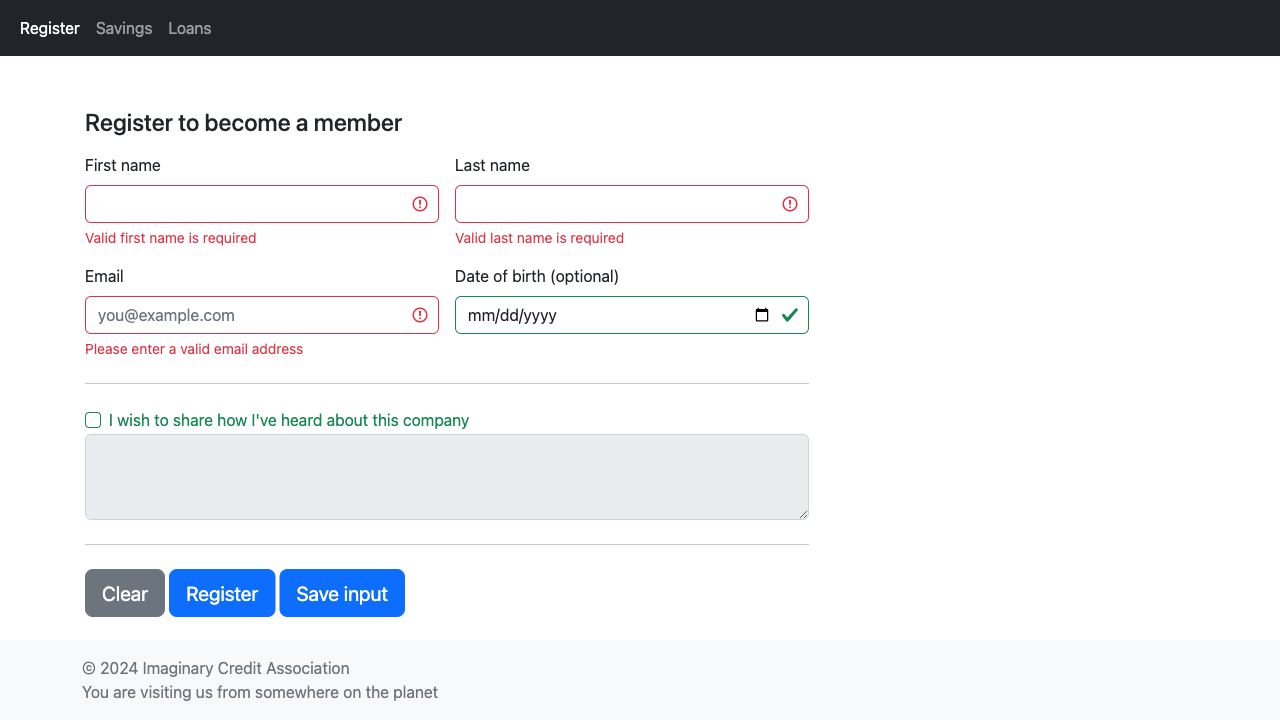 Register Savings Loans
Register to become a member
First name Last name
Valid first name is required Valid last name is required
Email Date of birth (optional)
you@example.com mm/dd/yyyy
Please enter a valid email address
I wish to share how I've heard about this company
Clear Register Save input
© 2024 Imaginary Credit Association
You are visiting us from somewhere on the planet